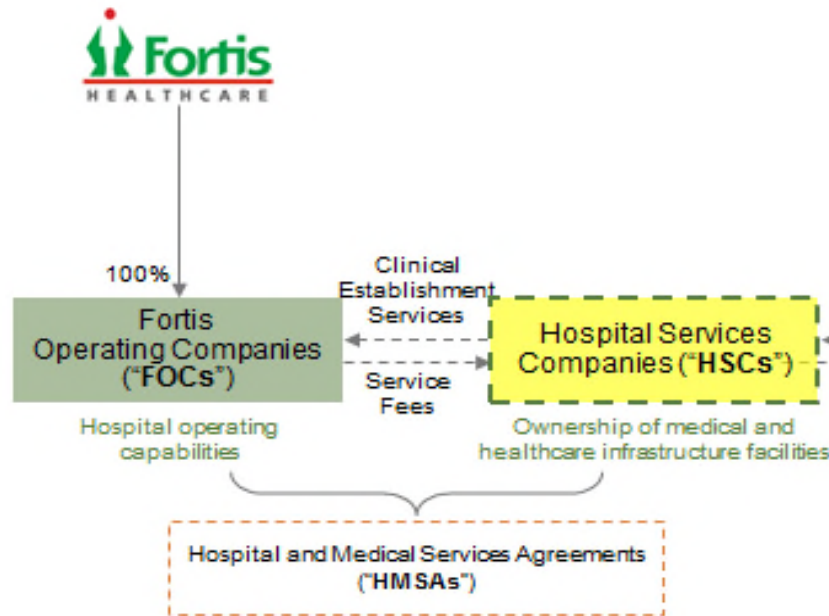 Fortis
HEALTHCARE
100%
Clinical
Establishment
Services
Fortis
Operating Companies
("FOCs")
Service
Fees
Hospital Services
Companies ("HSCs")
Hospital operating
capabilities
Ownership of medical and
healthcare infrastructure facilities
Hospital and Medical Services Agreements
("HMSAs")